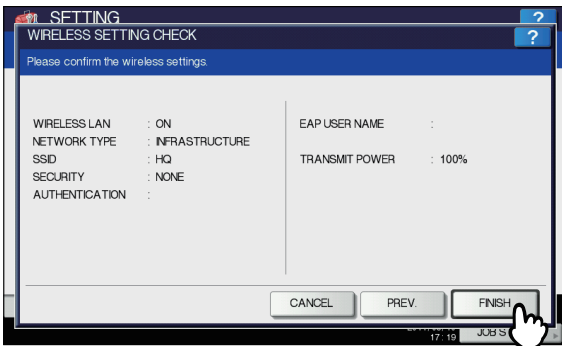 SETTING
?
WIRELESS SETTING CHECK
?
Please confirm the wireless settings.
WIRELESS LAN : ON
NETWORK TYPE : INFRASTRUCTURE
SSID : HQ
SECURITY : NONE
AUTHENTICATION :
EAP USER NAME :
TRANSMIT POWER : 100%
CANCEL
PREV.
FINISH
17:19
JOB S